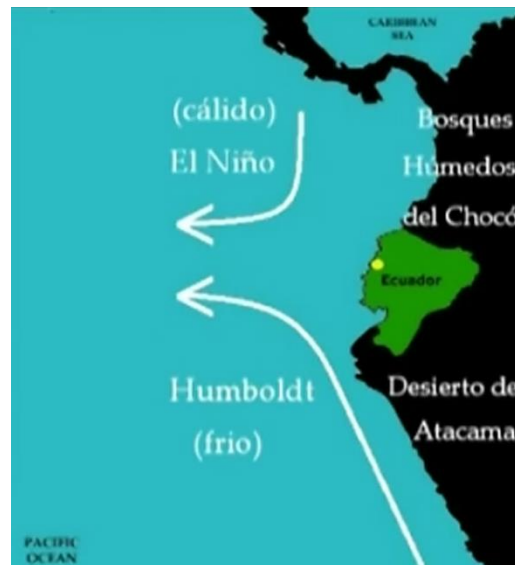 CARIBBEAN
SEA
(cálido)
El Niño
Bosques
Húmedos
del Chocó
Ecuador
Humboldt
(frio)
Desierto de
Atacama
PACIFIC
OCEAN